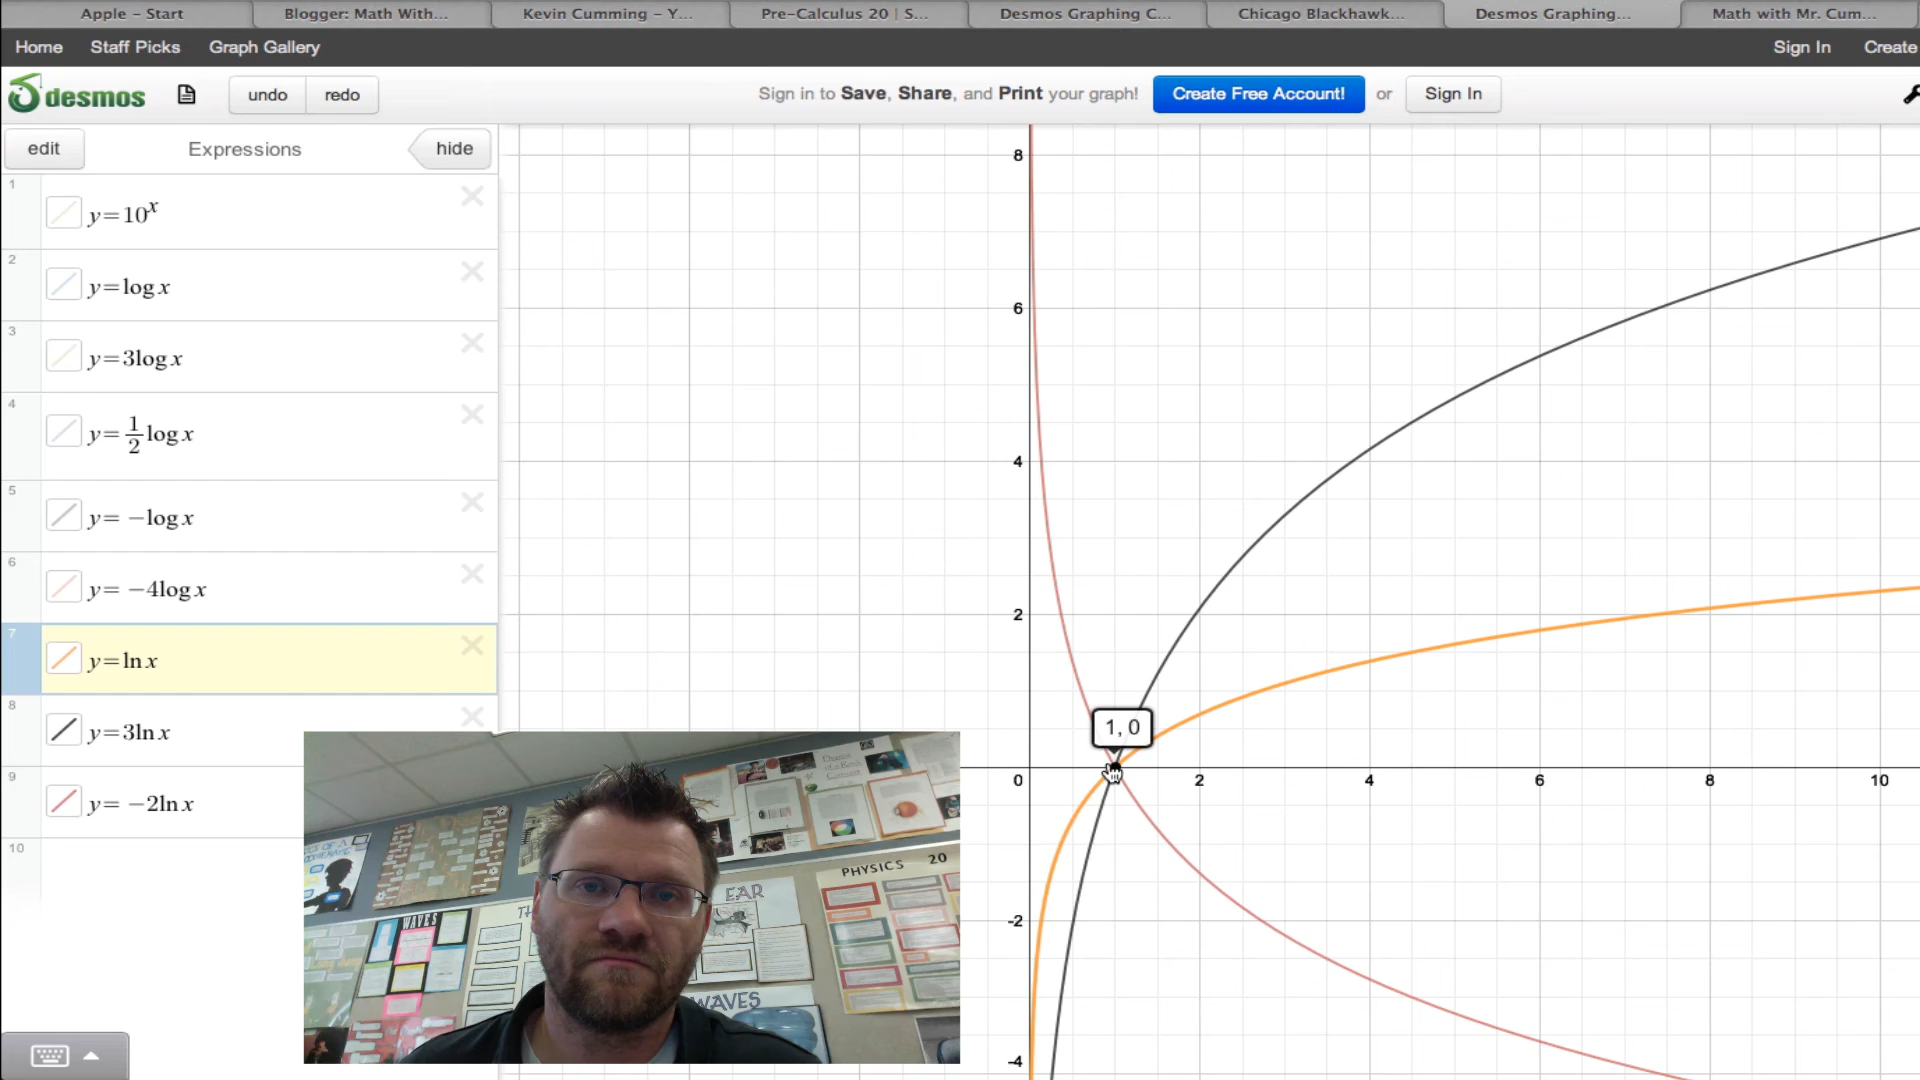 Apple – Start
Blogger: Math With...
Kevin Cumming – Y...
Pre-Calculus 20 | S...
Desmos Graphing C...
Chicago Blackhawk...
Desmos Graphing...
Math with Mr. Cum...
Home Staff Picks Graph Gallery
Sign In Create
desmos
undo redo
Sign in to Save, Share, and Print your graph!
Create Free Account!
or
Sign In
edit
Expressions
hide
1 y=10^x
2 y=log x
3 y=3log x
4 y=1/2 log x
5 y= −log x
6 y= −4log x
7 y=ln x
8 y=3ln x
9 y= −2ln x
10
8
6
4
2
1, 0
0 2 4 6 8 10
-2
-4
PHYSICS 20
EAR
WAVES
WAVES